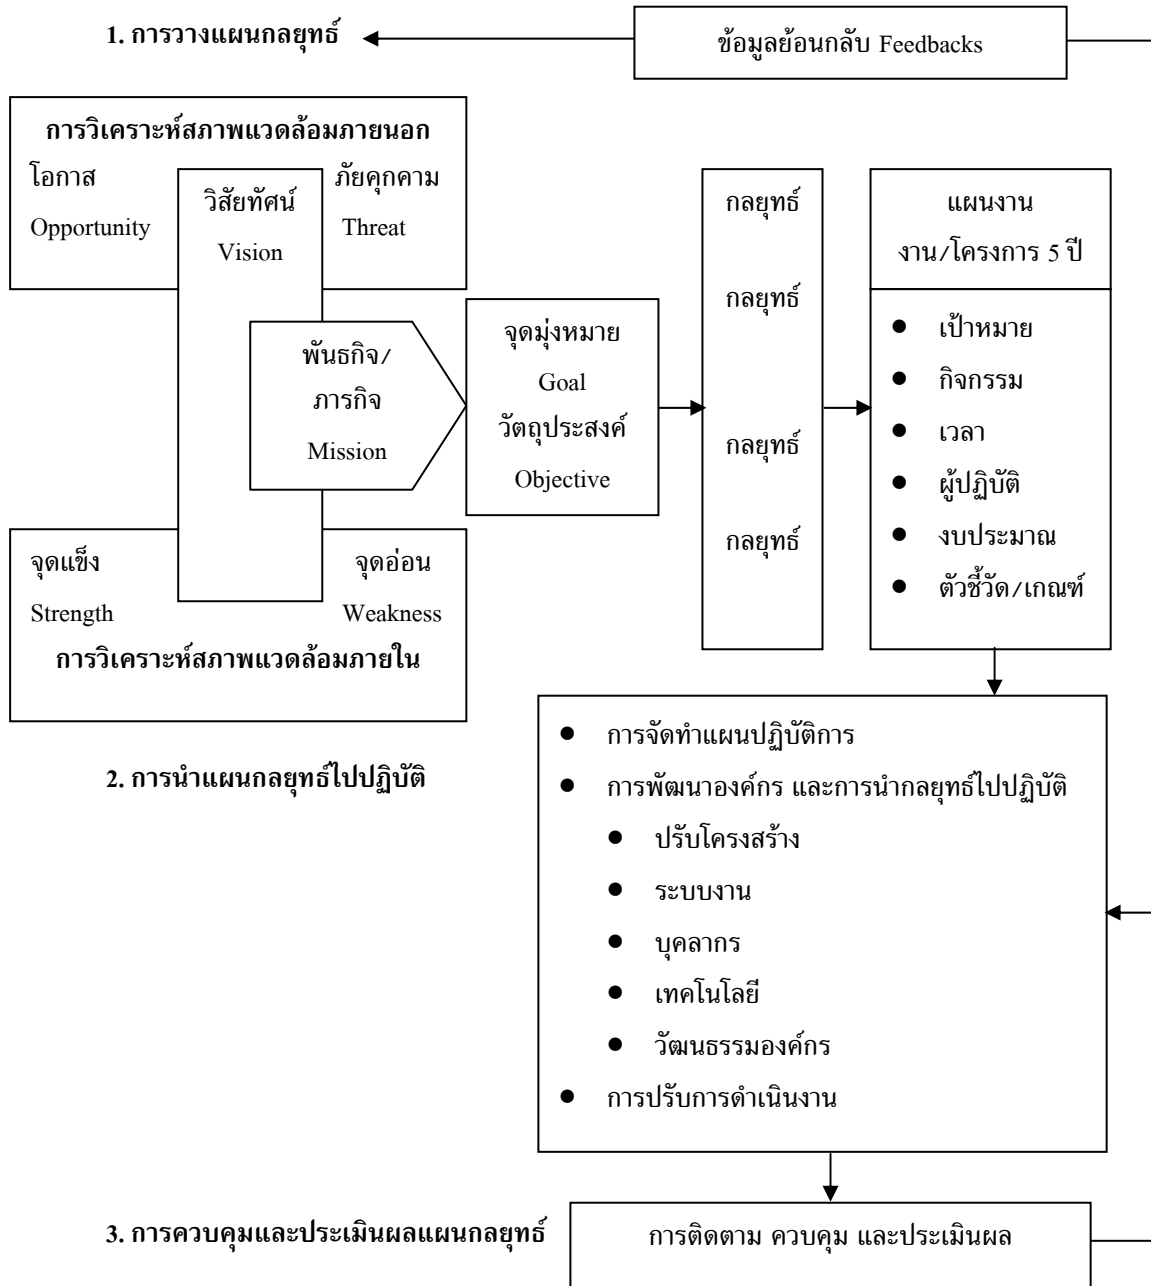 1. การวางแผนกลยุทธ์
ข้อมูลย้อนกลับ Feedbacks
การวิเคราะห์สภาพแวดล้อมภายนอก
โอกาส
Opportunity
วิสัยทัศน์
Vision
ภัยคุกคาม
Threat
พันธกิจ/
ภารกิจ
Mission
จุดแข็ง
Strength
จุดอ่อน
Weakness
การวิเคราะห์สภาพแวดล้อมภายใน
จุดมุ่งหมาย
Goal
วัตถุประสงค์
Objective
กลยุทธ์
กลยุทธ์
กลยุทธ์
กลยุทธ์
แผนงาน
งาน/โครงการ 5 ปี
● เป้าหมาย
● กิจกรรม
● เวลา
● ผู้ปฏิบัติ
● งบประมาณ
● ตัวชี้วัด/เกณฑ์
2. การนำแผนกลยุทธ์ไปปฏิบัติ
● การจัดทำแผนปฏิบัติการ
● การพัฒนาองค์กร และการนำกลยุทธ์ไปปฏิบัติ
● ปรับโครงสร้าง
● ระบบงาน
● บุคลากร
● เทคโนโลยี
● วัฒนธรรมองค์กร
● การปรับการดำเนินงาน
3. การควบคุมและประเมินผลแผนกลยุทธ์
การติดตาม ควบคุม และประเมินผล